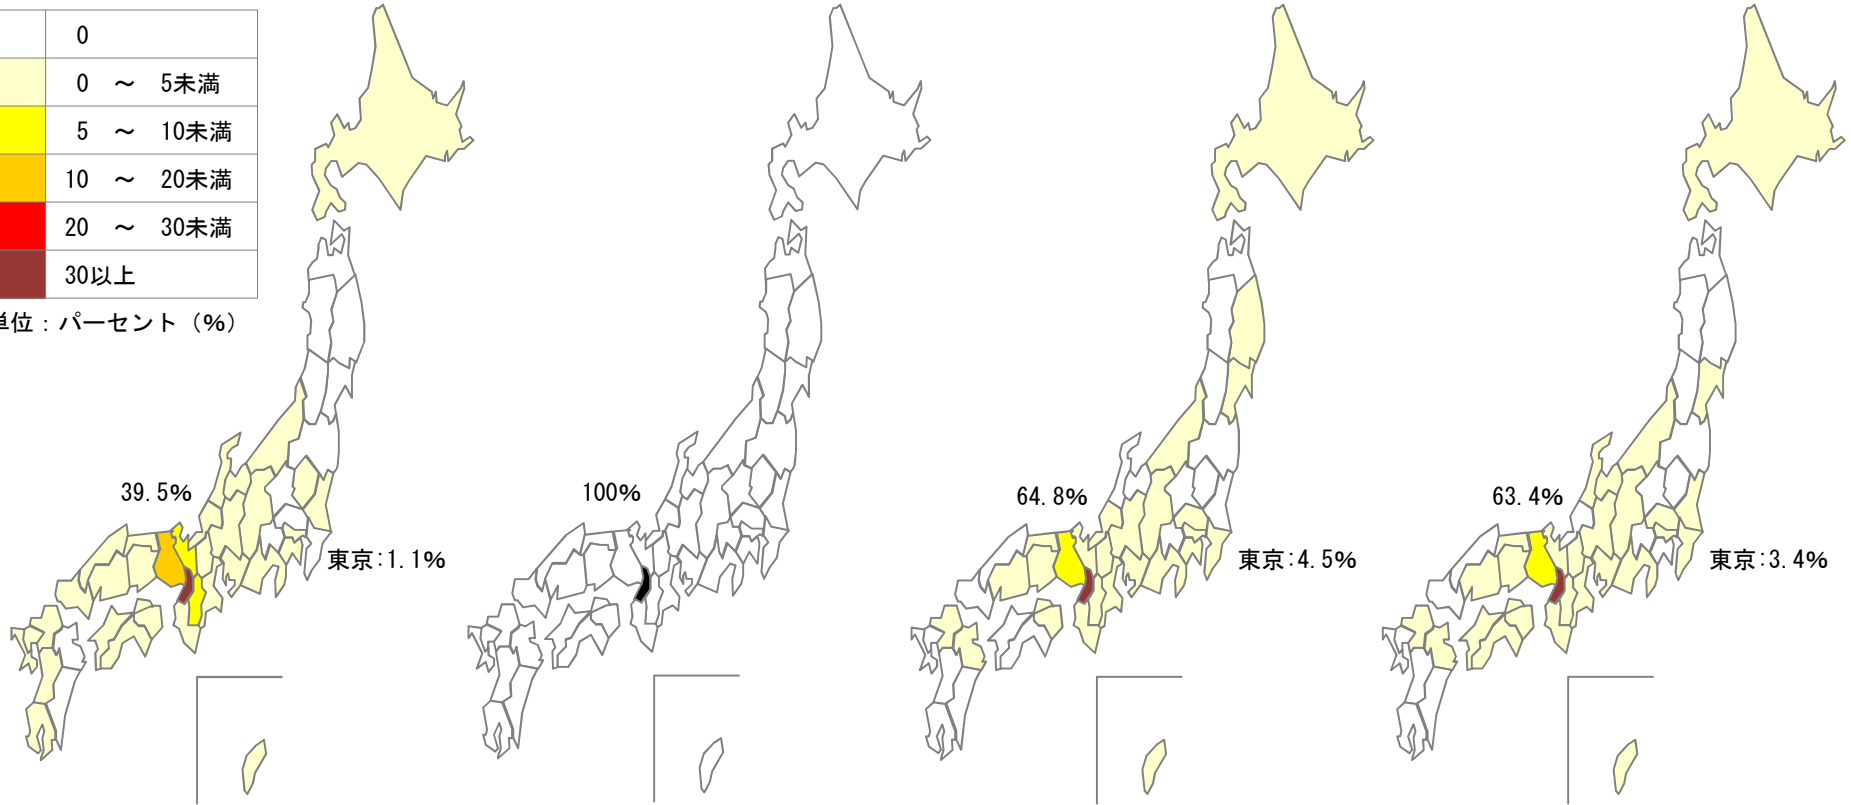 0
0 ～ 5未満
5 ～ 10未満
10 ～ 20未満
20 ～ 30未満
30以上
単位：パーセント（%）
39.5%
東京:1.1%
100%
64.8%
東京:4.5%
63.4%
東京:3.4%